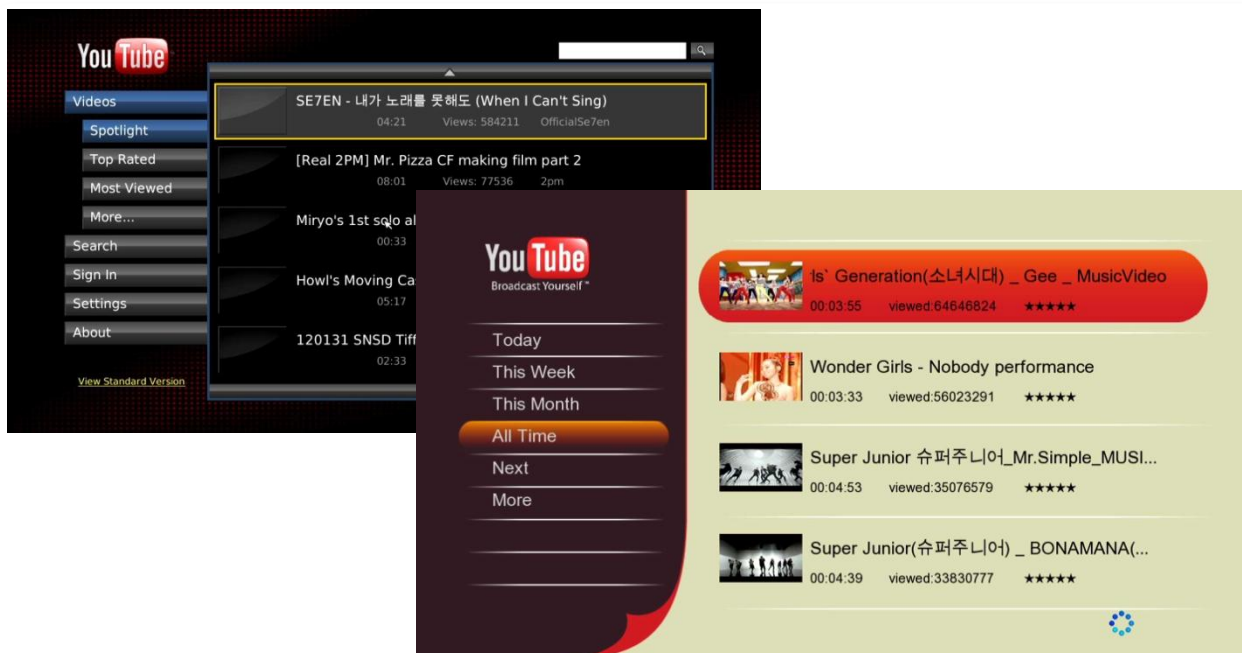 YouTube
Videos
Spotlight
Top Rated
Most Viewed
More...
Search
Sign In
Settings
About
View Standard Version
SE7EN - 내가 노래를 못해도 (When I Can't Sing)
04:21 Views: 584211 OfficialSe7en
[Real 2PM] Mr. Pizza CF making film part 2
08:01 Views: 77536 2pm
Miryo's 1st solo al
00:33
Howl's Moving Ca
05:17
120131 SNSD Tiff
02:33
YouTube
Broadcast Yourself™
Today
This Week
This Month
All Time
Next
More
ls` Generation(소녀시대) _ Gee _ MusicVideo
00:03:55 viewed:64646824 ★★★★★
Wonder Girls - Nobody performance
00:03:33 viewed:56023291 ★★★★★
Super Junior 슈퍼주니어_Mr.Simple_MUSI...
00:04:53 viewed:35076579 ★★★★★
Super Junior(슈퍼주니어) _ BONAMANA(...
00:04:39 viewed:33830777 ★★★★★